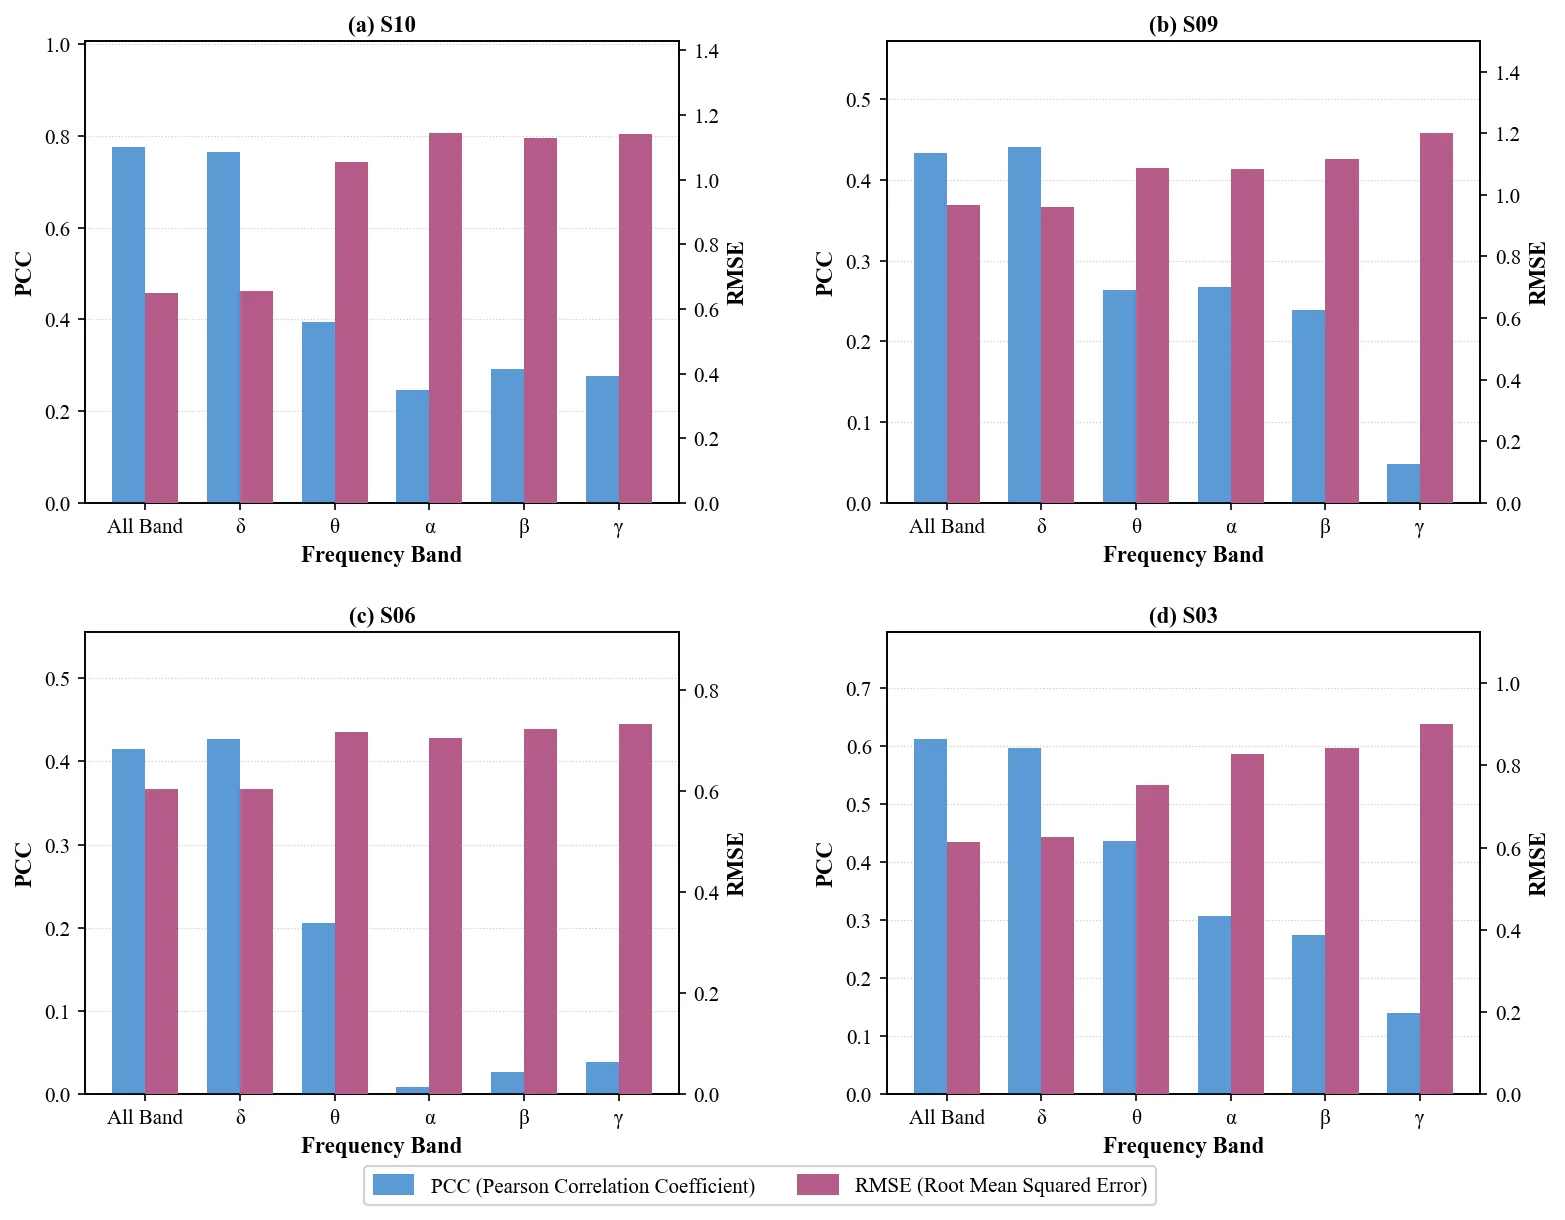 (a) S10
1.0
0.8
0.6
0.4
0.2
0.0
PCC
1.4
1.2
1.0
0.8
0.6
0.4
0.2
0.0
RMSE
All Band δ θ α β γ
Frequency Band
(b) S09
0.5
0.4
0.3
0.2
0.1
0.0
PCC
1.4
1.2
1.0
0.8
0.6
0.4
0.2
0.0
RMSE
All Band δ θ α β γ
Frequency Band
(c) S06
0.5
0.4
0.3
0.2
0.1
0.0
PCC
0.8
0.6
0.4
0.2
0.0
RMSE
All Band δ θ α β γ
Frequency Band
(d) S03
0.7
0.6
0.5
0.4
0.3
0.2
0.1
0.0
PCC
1.0
0.8
0.6
0.4
0.2
0.0
RMSE
All Band δ θ α β γ
Frequency Band
PCC (Pearson Correlation Coefficient)
RMSE (Root Mean Squared Error)